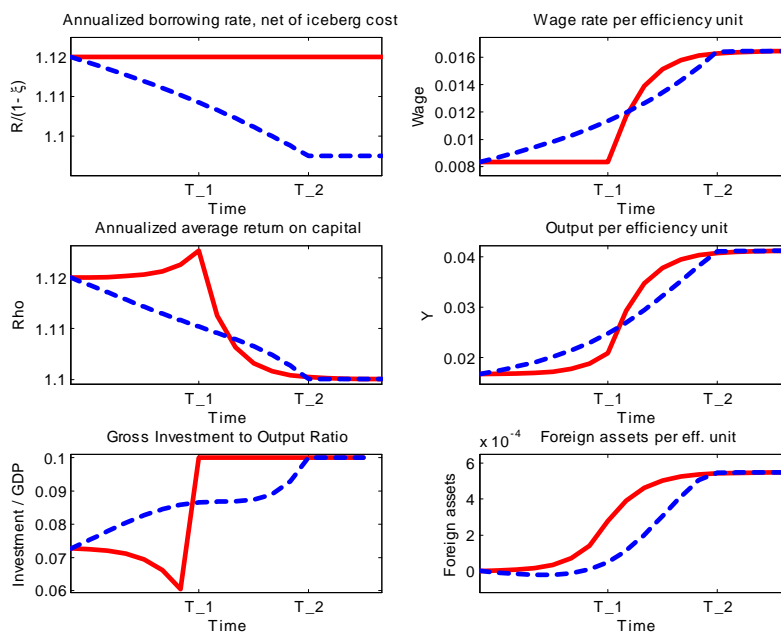 Annualized borrowing rate, net of iceberg cost
1.12
1.1
R/(1- ξ)
T_1 T_2
Time
Wage rate per efficiency unit
0.016
0.014
0.012
0.01
0.008
Wage
T_1 T_2
Time
Annualized average return on capital
1.12
1.11
1.1
Rho
T_1 T_2
Time
Output per efficiency unit
0.04
0.03
0.02
Y
T_1 T_2
Time
Gross Investment to Output Ratio
0.1
0.09
0.08
0.07
0.06
Investment / GDP
T_1 T_2
Time
x 10^-4 Foreign assets per eff. unit
6
4
2
0
Foreign assets
T_1 T_2
Time